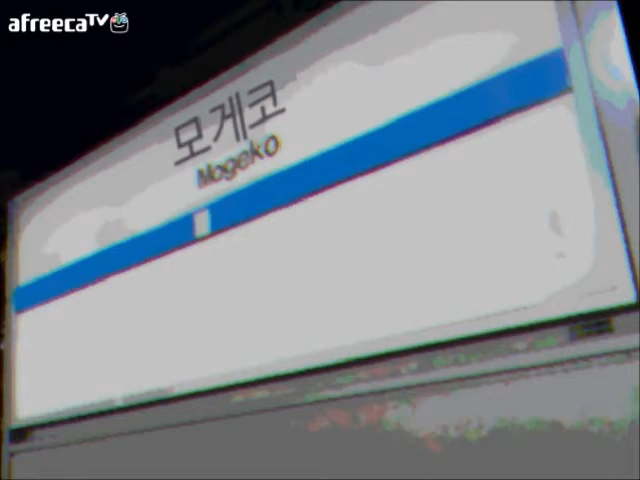 afreecaTV
모게코
Mogeko